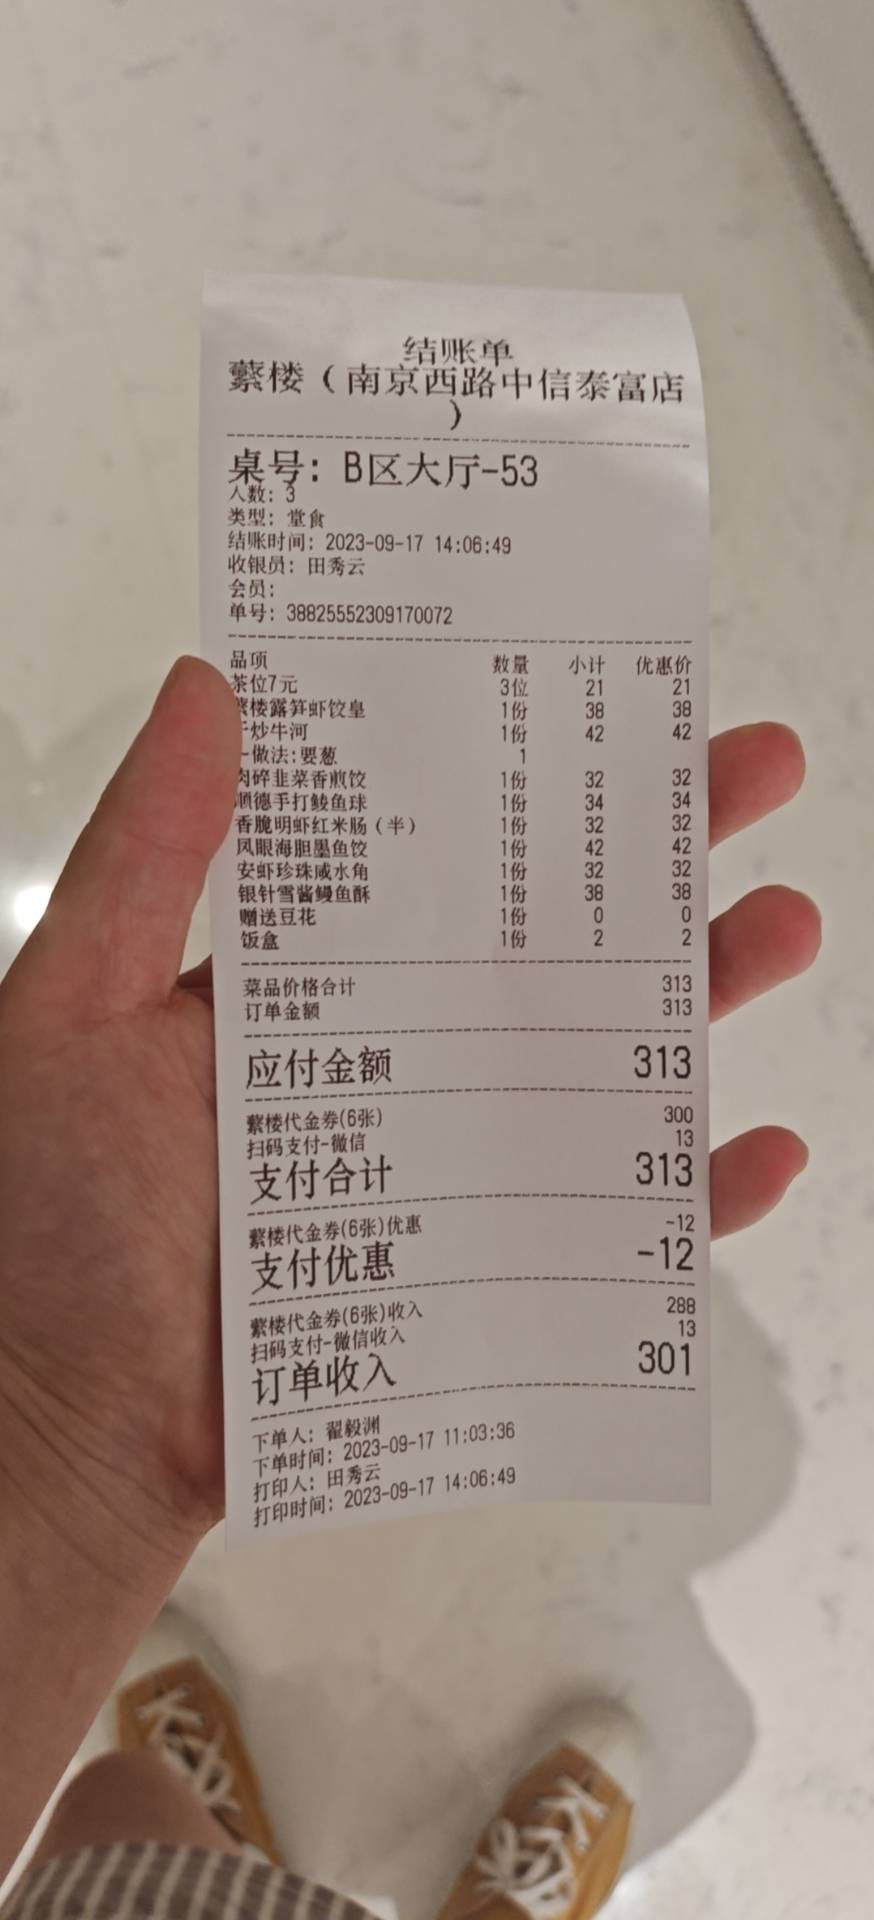 结账单
蘩楼（南京西路中信泰富店
）
桌号: B区大厅-53
人数: 3
类型: 堂食
结账时间: 2023-09-17 14:06:49
收银员: 田秀云
会员:
单号: 38825552309170072
品项 数量 小计 优惠价
茶位7元 3位 21 21
蘩楼露笋虾饺皇 1份 38 38
干炒牛河 1份 42 42
-做法:要葱 1
肉碎韭菜香煎饺 1份 32 32
顺德手打鲮鱼球 1份 34 34
香脆明虾红米肠（半） 1份 32 32
凤眼海胆墨鱼饺 1份 42 42
安虾珍珠咸水角 1份 32 32
银针雪酱鳗鱼酥 1份 38 38
赠送豆花 1份 0 0
饭盒 1份 2 2
菜品价格合计 313
订单金额 313
应付金额 313
蘩楼代金券(6张) 300
扫码支付-微信 13
支付合计 313
蘩楼代金券(6张)优惠 -12
支付优惠 -12
蘩楼代金券(6张)收入 288
扫码支付-微信收入 13
订单收入 301
下单人: 翟毅渊
下单时间: 2023-09-17 11:03:36
打印人: 田秀云
打印时间: 2023-09-17 14:06:49